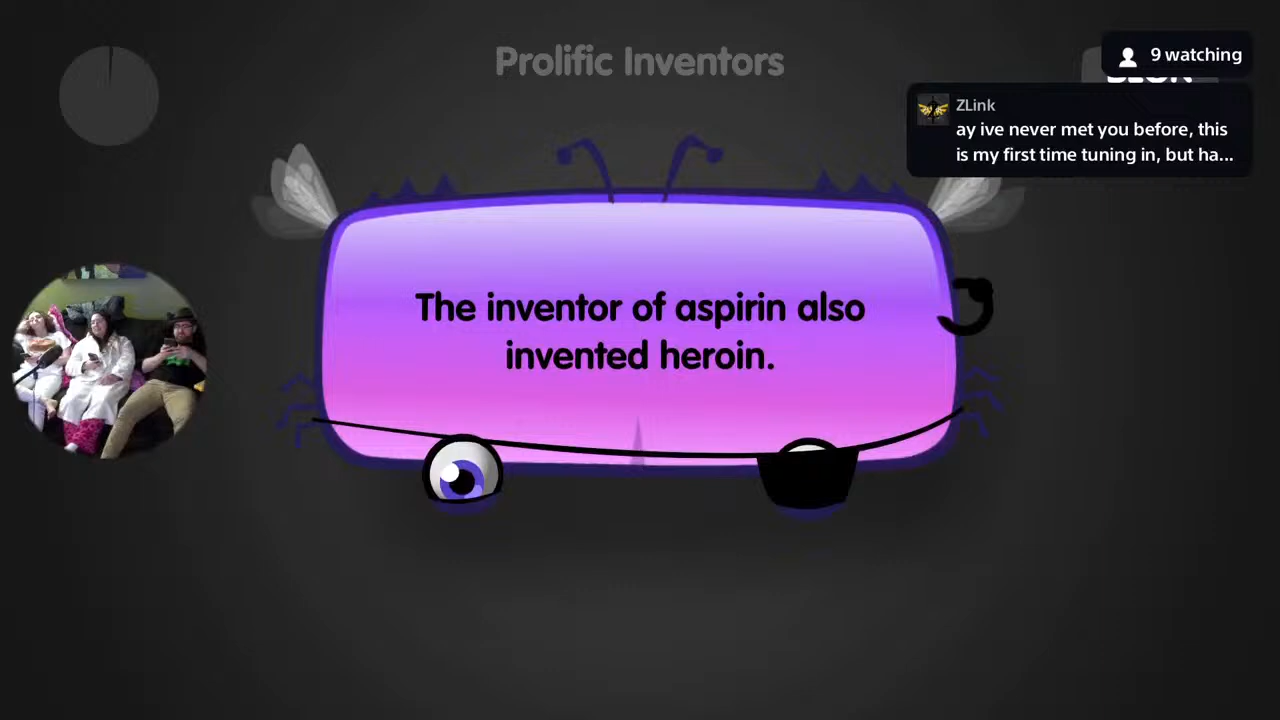 Prolific Inventors
9 watching
ZLink
ay ive never met you before, this
is my first time tuning in, but ha...
The inventor of aspirin also
invented heroin.